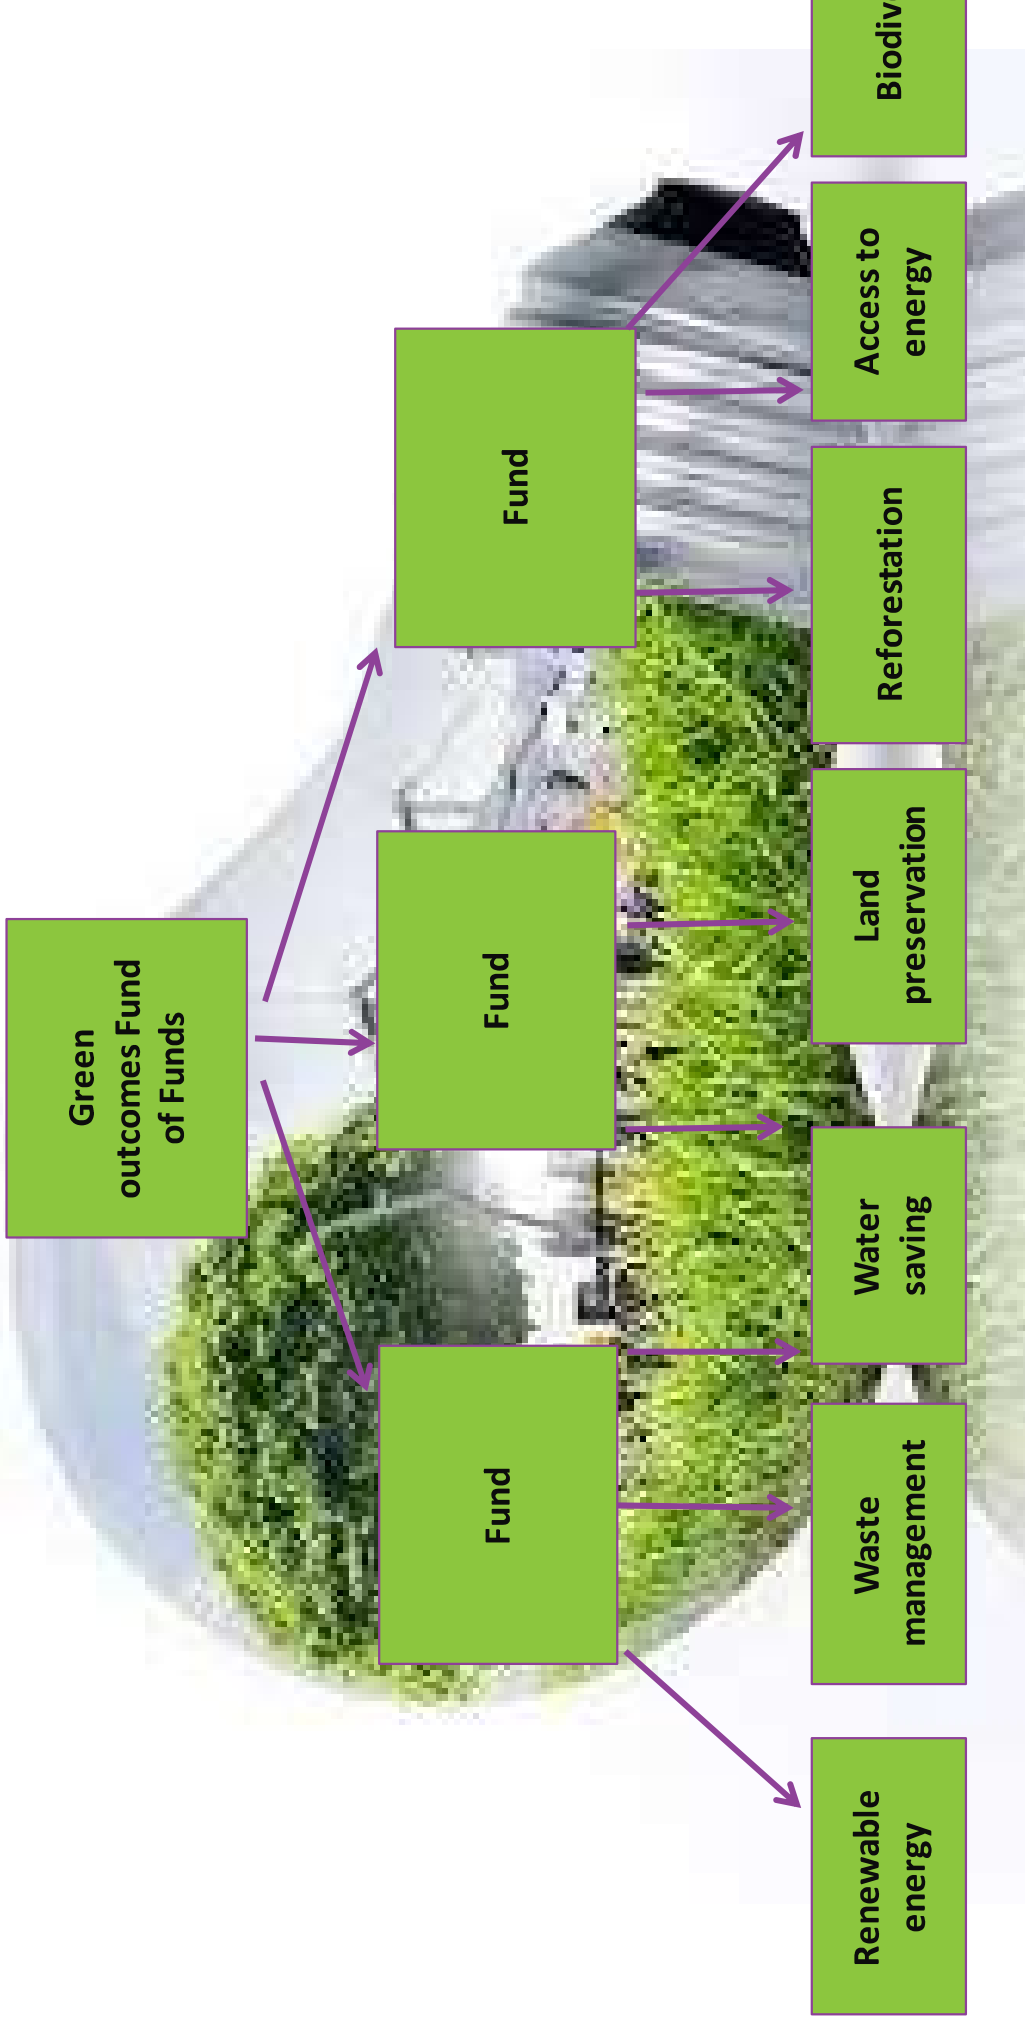 Green
outcomes Fund
of Funds
Fund
Fund
Fund
Renewable
energy
Waste
management
Water
saving
Land
preservation
Reforestation
Access to
energy
Biodiv